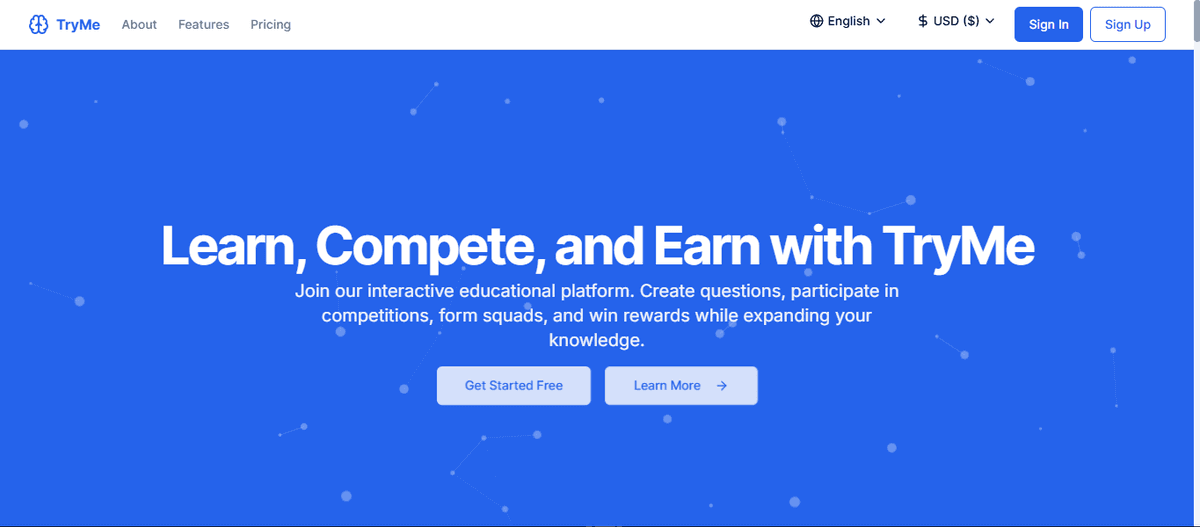 TryMe About Features Pricing English $ USD ($) Sign In Sign Up
Learn, Compete, and Earn with TryMe
Join our interactive educational platform. Create questions, participate in
competitions, form squads, and win rewards while expanding your
knowledge.
Get Started Free Learn More →